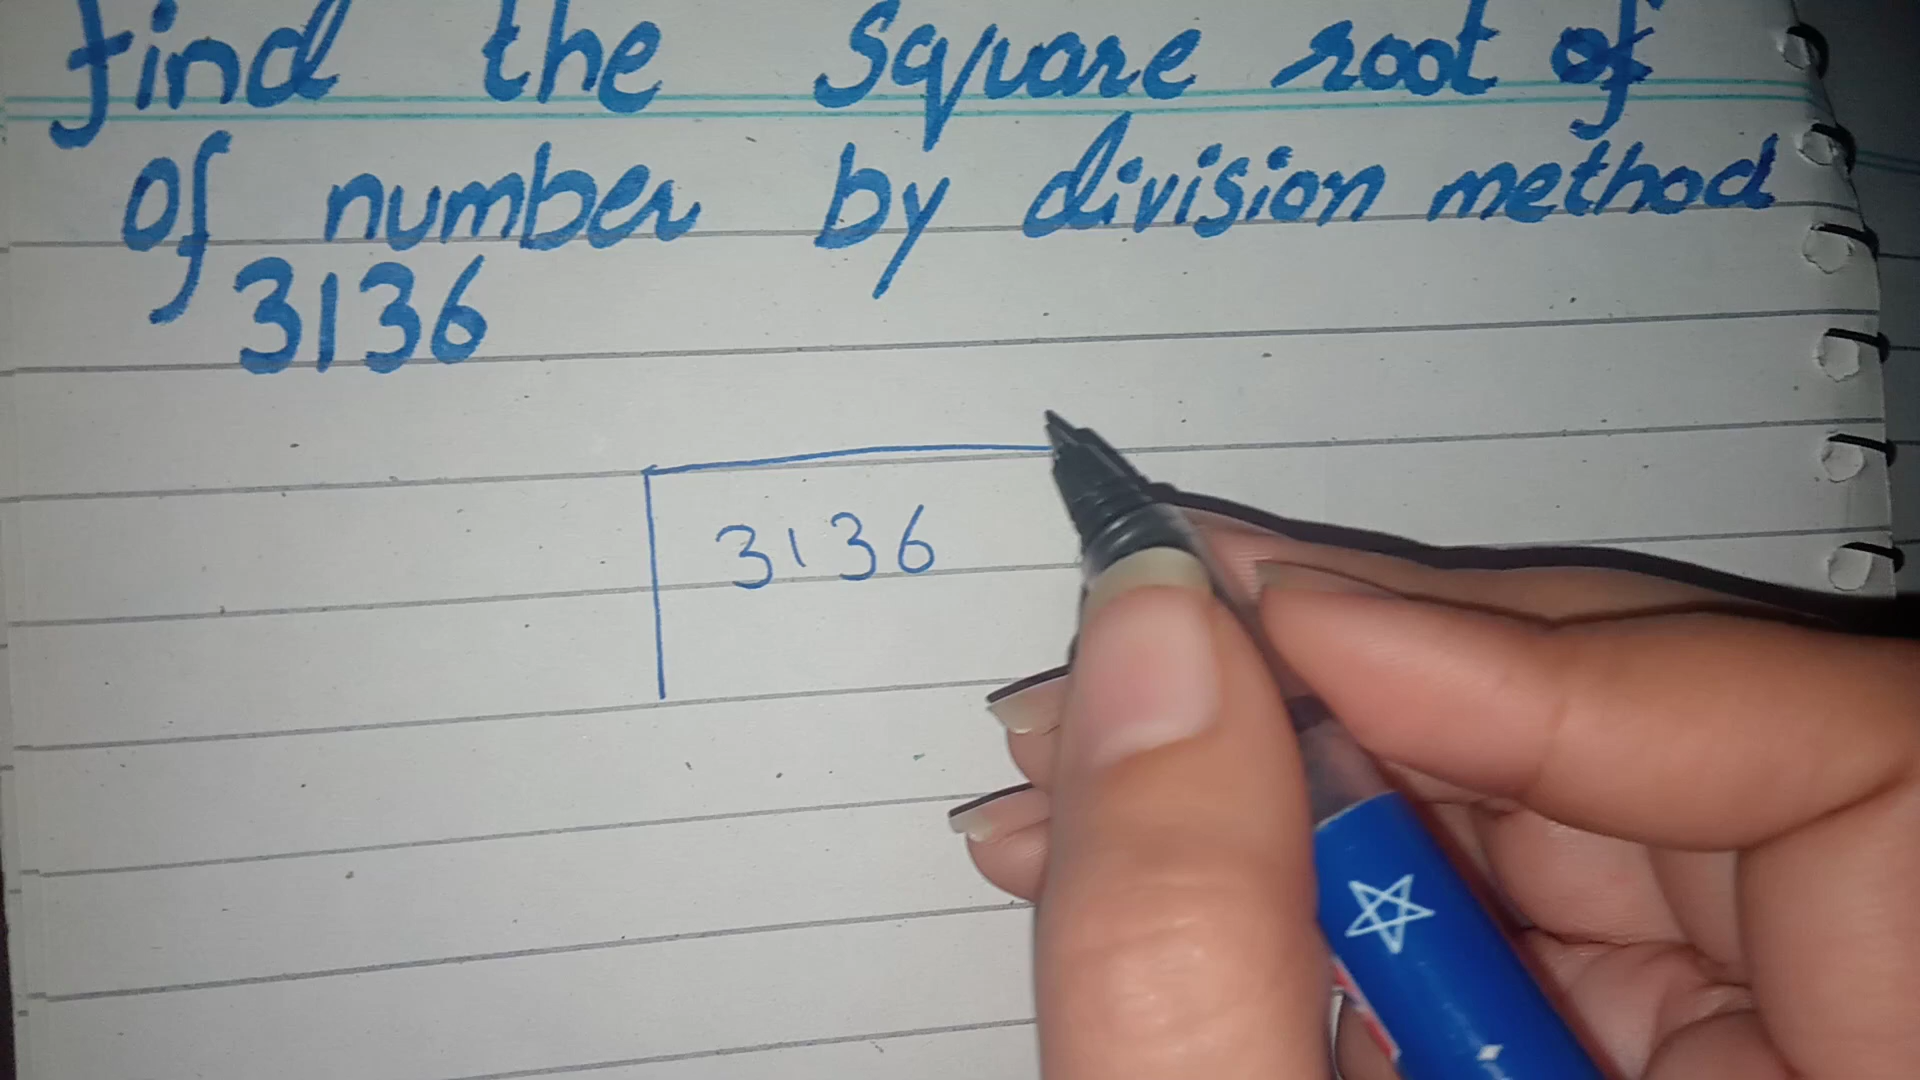 find the Square root of
of number by division method
3136
3136